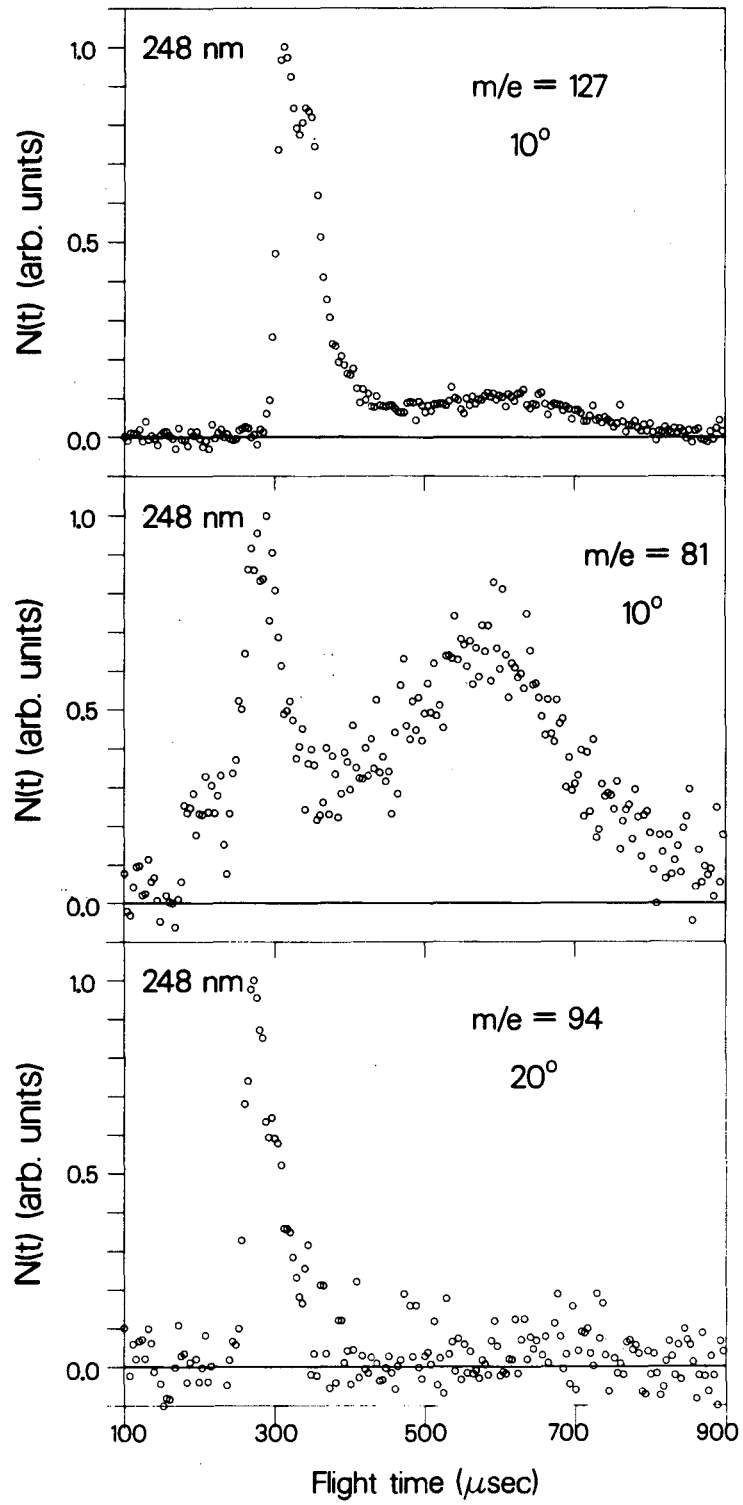 248 nm
m/e = 127
10°
1.0
0.5
0.0
N(t) (arb. units)
248 nm
m/e = 81
10°
1.0
0.5
0.0
N(t) (arb. units)
248 nm
m/e = 94
20°
1.0
0.5
0.0
N(t) (arb. units)
100 300 500 700 900
Flight time (μsec)